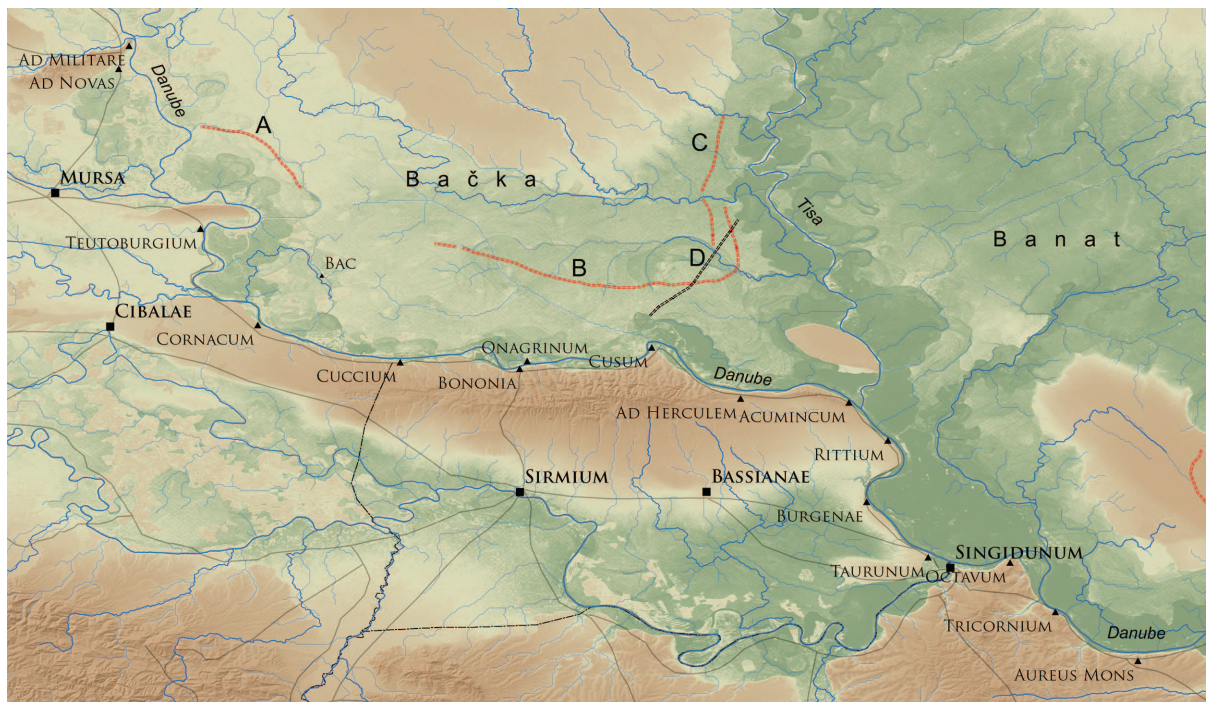 Ad Militare
Ad Novas
Danube
A
C
Mursa
Bačka
Tisa
Teutoburgium
Banat
Bac
B
D
Cibalae
Cornacum
Onagrinum
Cusum
Cuccium
Bononia
Danube
Ad Herculem
Acumincum
Rittium
Sirmium
Bassianae
Burgenae
Singidunum
Taurunum
Octavum
Tricornium
Danube
Aureus Mons